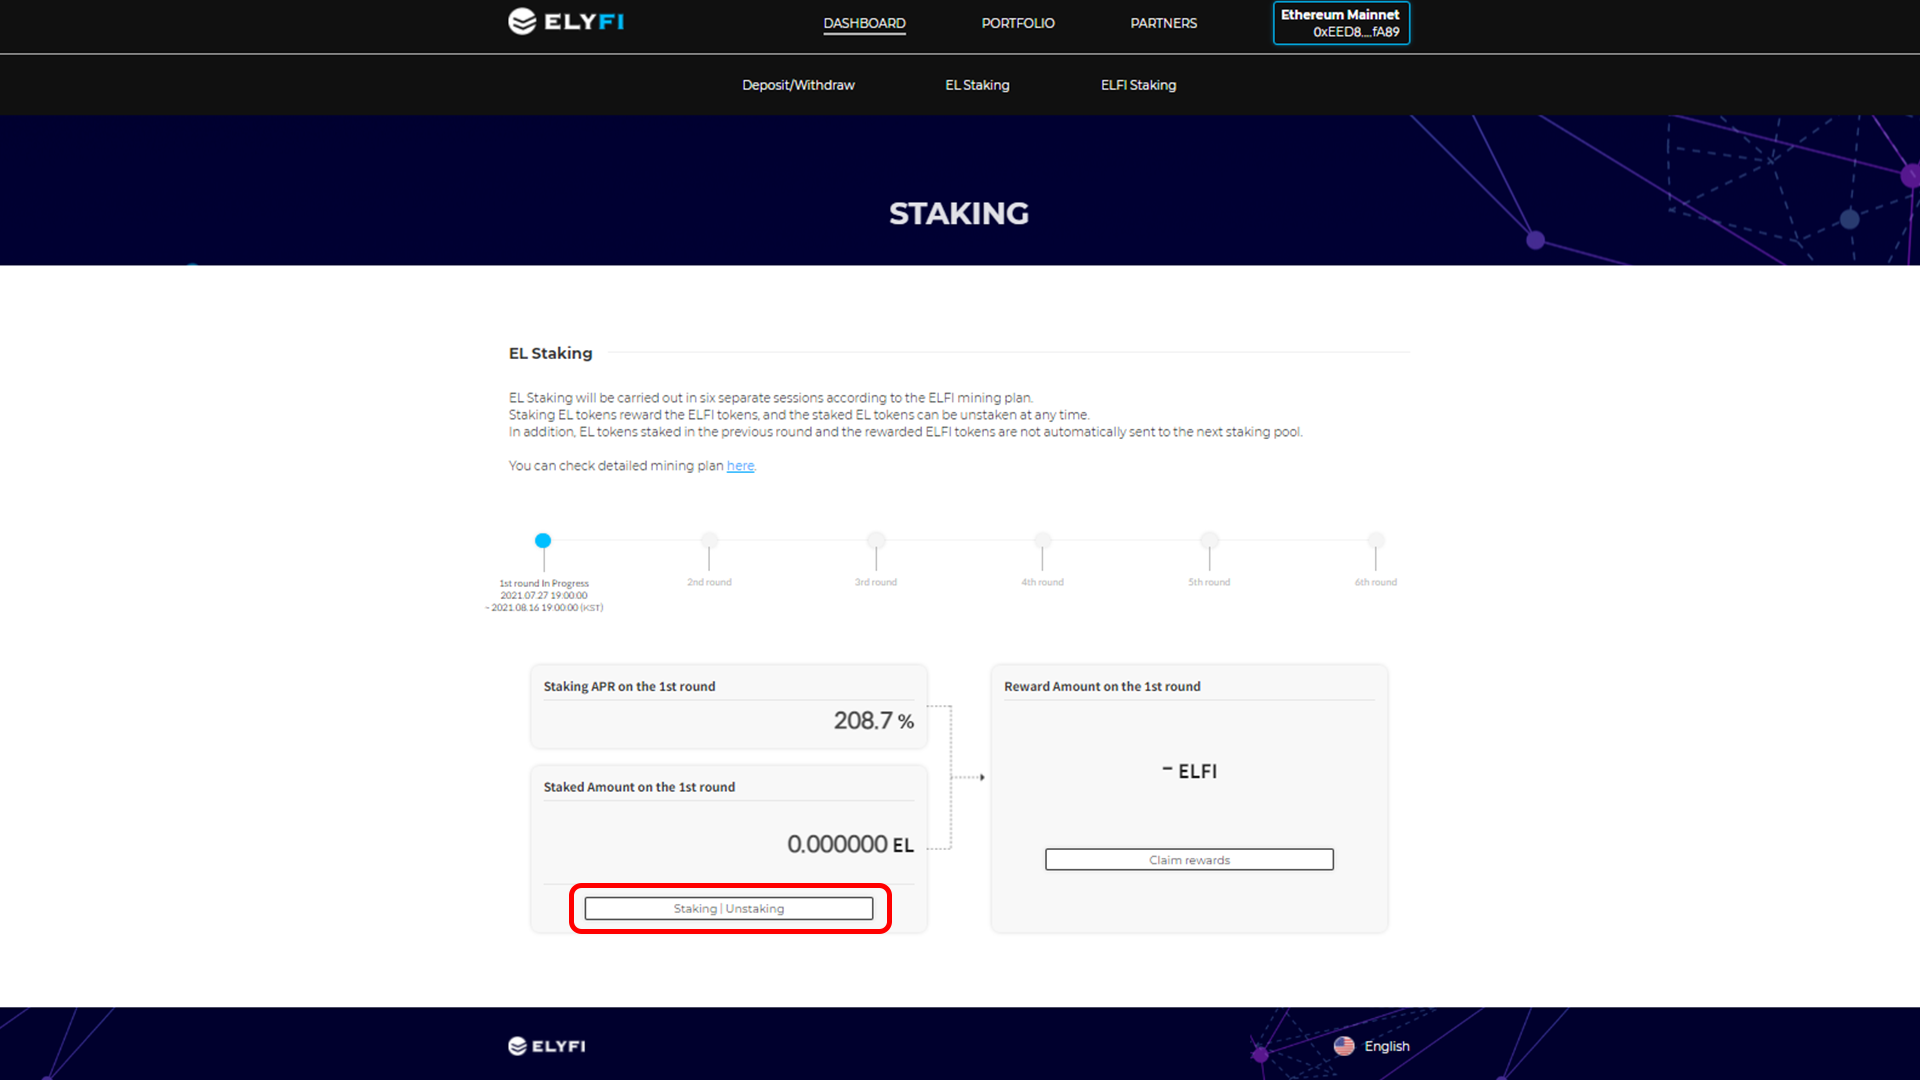 ELYFI
DASHBOARD
PORTFOLIO
PARTNERS
Ethereum Mainnet
0xEED8....fA89
Deposit/Withdraw
EL Staking
ELFI Staking
STAKING
EL Staking
EL Staking will be carried out in six separate sessions according to the ELFI mining plan.
Staking EL tokens reward the ELFI tokens, and the staked EL tokens can be unstaken at any time.
In addition, EL tokens staked in the previous round and the rewarded ELFI tokens are not automatically sent to the next staking pool.
You can check detailed mining plan here.
1st round In Progress
2021.07.27 19:00:00
~ 2021.08.16 19:00:00 (KST)
2nd round
3rd round
4th round
5th round
6th round
Staking APR on the 1st round
208.7 %
Staked Amount on the 1st round
0.000000 EL
Staking | Unstaking
Reward Amount on the 1st round
- ELFI
Claim rewards
ELYFI
English